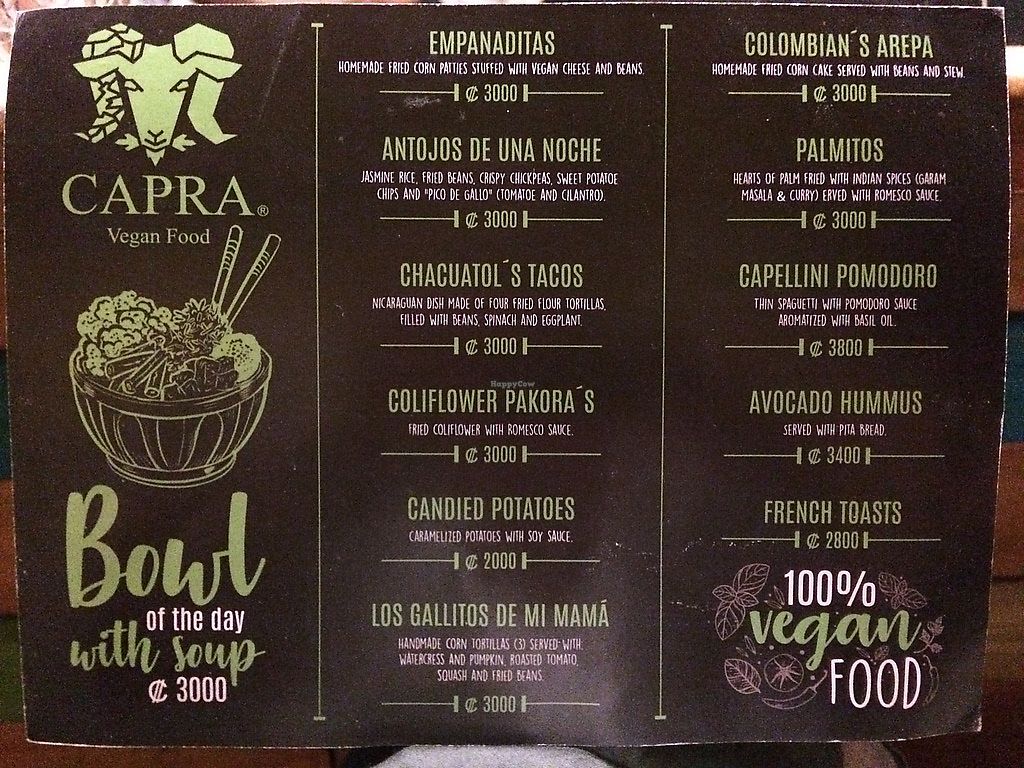 CAPRA®
Vegan Food
Bowl
of the day
with soup
₡ 3000
EMPANADITAS
HOMEMADE FRIED CORN PATTIES STUFFED WITH VEGAN CHEESE AND BEANS.
₡ 3000
ANTOJOS DE UNA NOCHE
JASMINE RICE, FRIED BEANS, CRISPY CHICKPEAS, SWEET POTATOE
CHIPS AND "PICO DE GALLO" (TOMATOE AND CILANTRO).
₡ 3000
CHACUATOL´S TACOS
NICARAGUAN DISH MADE OF FOUR FRIED FLOUR TORTILLAS,
FILLED WITH BEANS, SPINACH AND EGGPLANT.
₡ 3000
HappyCow
COLIFLOWER PAKORA´S
FRIED COLIFLOWER WITH ROMESCO SAUCE.
₡ 3000
CANDIED POTATOES
CARAMELIZED POTATOES WITH SOY SAUCE.
₡ 2000
LOS GALLITOS DE MI MAMÁ
HANDMADE CORN TORTILLAS (3) SERVED WITH:
WATERCRESS AND PUMPKIN, ROASTED TOMATO,
SQUASH AND FRIED BEANS.
₡ 3000
COLOMBIAN´S AREPA
HOMEMADE FRIED CORN CAKE SERVED WITH BEANS AND STEW.
₡ 3000
PALMITOS
HEARTS OF PALM FRIED WITH INDIAN SPICES (GARAM
MASALA & CURRY) ERVED WITH ROMESCO SAUCE.
₡ 3000
CAPELLINI POMODORO
THIN SPAGUETTI WITH POMODORO SAUCE
AROMATIZED WITH BASIL OIL.
₡ 3800
AVOCADO HUMMUS
SERVED WITH PITA BREAD.
₡ 3400
FRENCH TOASTS
₡ 2800
100%
vegan
FOOD